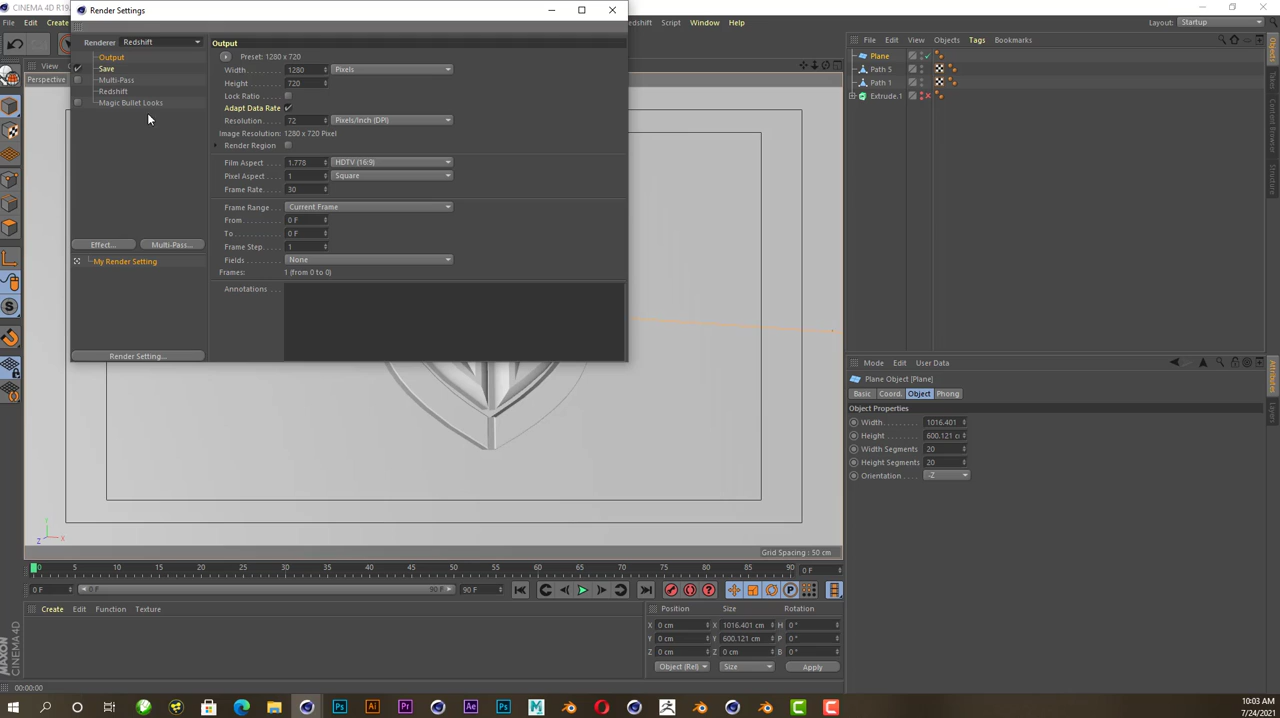 CINEMA 4D R19
Render Settings
File Edit Create
Redshift Script Window Help
Layout: Startup
Renderer Redshift
Output
Save
Multi-Pass
Redshift
Magic Bullet Looks
Effect... Multi-Pass...
My Render Setting
Render Setting...
Output
Preset: 1280 x 720
Width 1280 Pixels
Height 720
Lock Ratio
Adapt Data Rate
Resolution 72 Pixels/Inch (DPI)
Image Resolution: 1280 x 720 Pixel
Render Region
Film Aspect 1.778 HDTV (16:9)
Pixel Aspect 1 Square
Frame Rate 30
Frame Range Current Frame
From 0 F
To 0 F
Frame Step 1
Fields None
Frames: 1 (from 0 to 0)
Annotations
View
Perspective
File Edit View Objects Tags Bookmarks
Plane
Path 5
Path 1
Extrude.1
Objects
Content Browser
Structure
Attributes
Layers
Mode Edit User Data
Plane Object [Plane]
Basic Coord. Object Phong
Object Properties
Width 1016.401
Height 600.121 c
Width Segments 20
Height Segments 20
Orientation -Z
Y
Z X
Grid Spacing : 50 cm
0 5 10 15 20 25 30 35 40 45 50 55 60 65 70 75 80 85 90 0 F
0 F 0 F 90 F 90 F
Create Edit Function Texture
Position Size Rotation
X 0 cm X 1016.401 cm H 0 °
Y 0 cm Y 600.121 cm P 0 °
Z 0 cm Z 0 cm B 0 °
Object (Rel) Size Apply
MAXON CINEMA 4D
00:00:00
10:03 AM
7/24/2021